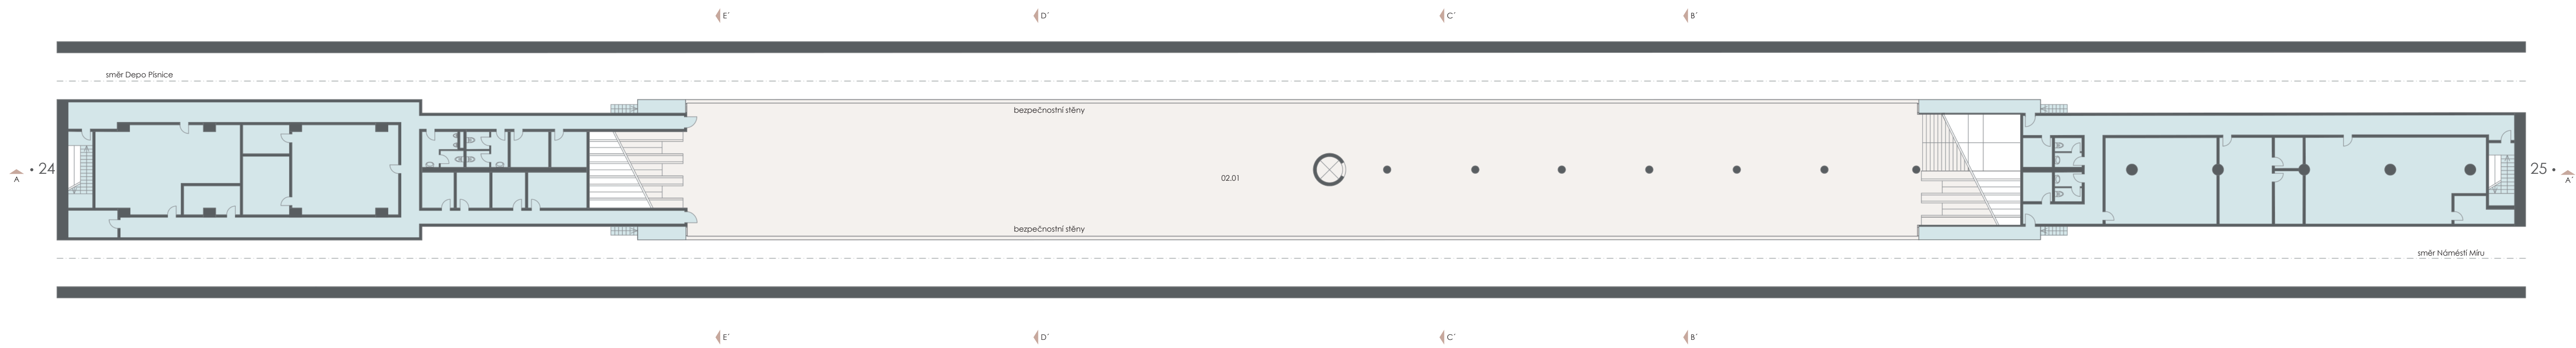 E´ D´ C´ B´
směr Depo Písnice
bezpečnostní stěny
• 24
25 •
A
A´
02.01
bezpečnostní stěny
směr Náměstí Míru
E´ D´ C´ B´